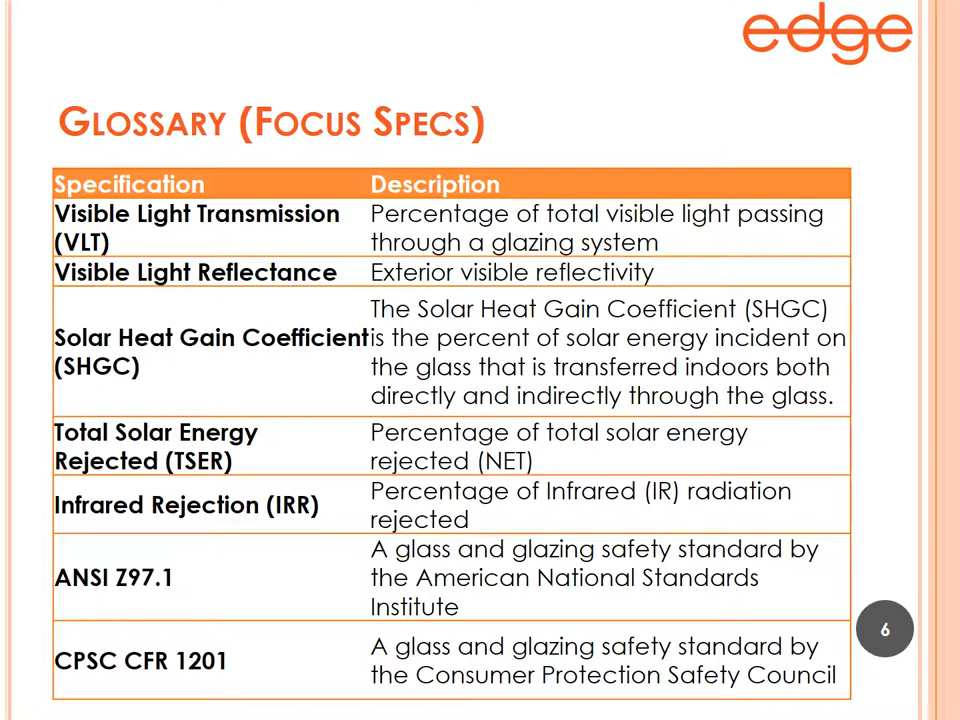 edge
GLOSSARY (FOCUS SPECS)
Specification Description
Visible Light Transmission
(VLT)
Percentage of total visible light passing
through a glazing system
Visible Light Reflectance
Exterior visible reflectivity
Solar Heat Gain Coefficient
(SHGC)
The Solar Heat Gain Coefficient (SHGC)
is the percent of solar energy incident on
the glass that is transferred indoors both
directly and indirectly through the glass.
Total Solar Energy
Rejected (TSER)
Percentage of total solar energy
rejected (NET)
Infrared Rejection (IRR)
Percentage of Infrared (IR) radiation
rejected
ANSI Z97.1
A glass and glazing safety standard by
the American National Standards
Institute
CPSC CFR 1201
A glass and glazing safety standard by
the Consumer Protection Safety Council
6